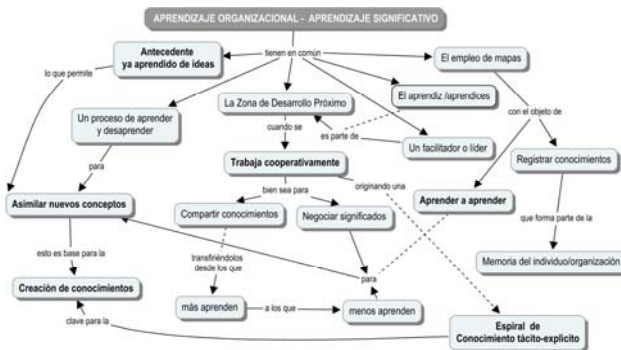 APRENDIZAJE ORGANIZACIONAL - APRENDIZAJE SIGNIFICATIVO
tienen en común
Antecedente
ya aprendido de ideas
El empleo de mapas
lo que permite
El aprendiz /aprendices
La Zona de Desarrollo Próximo
con el objeto de
Un proceso de aprender
y desaprender
cuando se
es parte de
Un facilitador o líder
para
Trabaja cooperativamente
Registrar conocimientos
bien sea para
originando una
Asimilar nuevos conceptos
Compartir conocimientos
Negociar significados
Aprender a aprender
que forma parte de la
esto es base para la
transfiriéndolos
desde los que
Memoria del individuo/organización
para
Creación de conocimientos
más aprenden
a los que
menos aprenden
clave para la
Espiral de
Conocimiento tácito-explicito